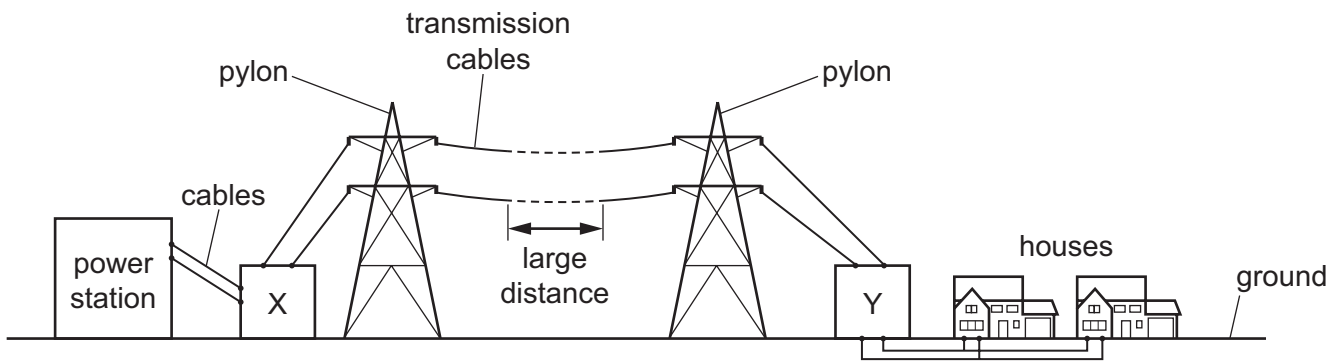 transmission
cables
pylon
pylon
cables
power
station
X
large
distance
Y
houses
ground